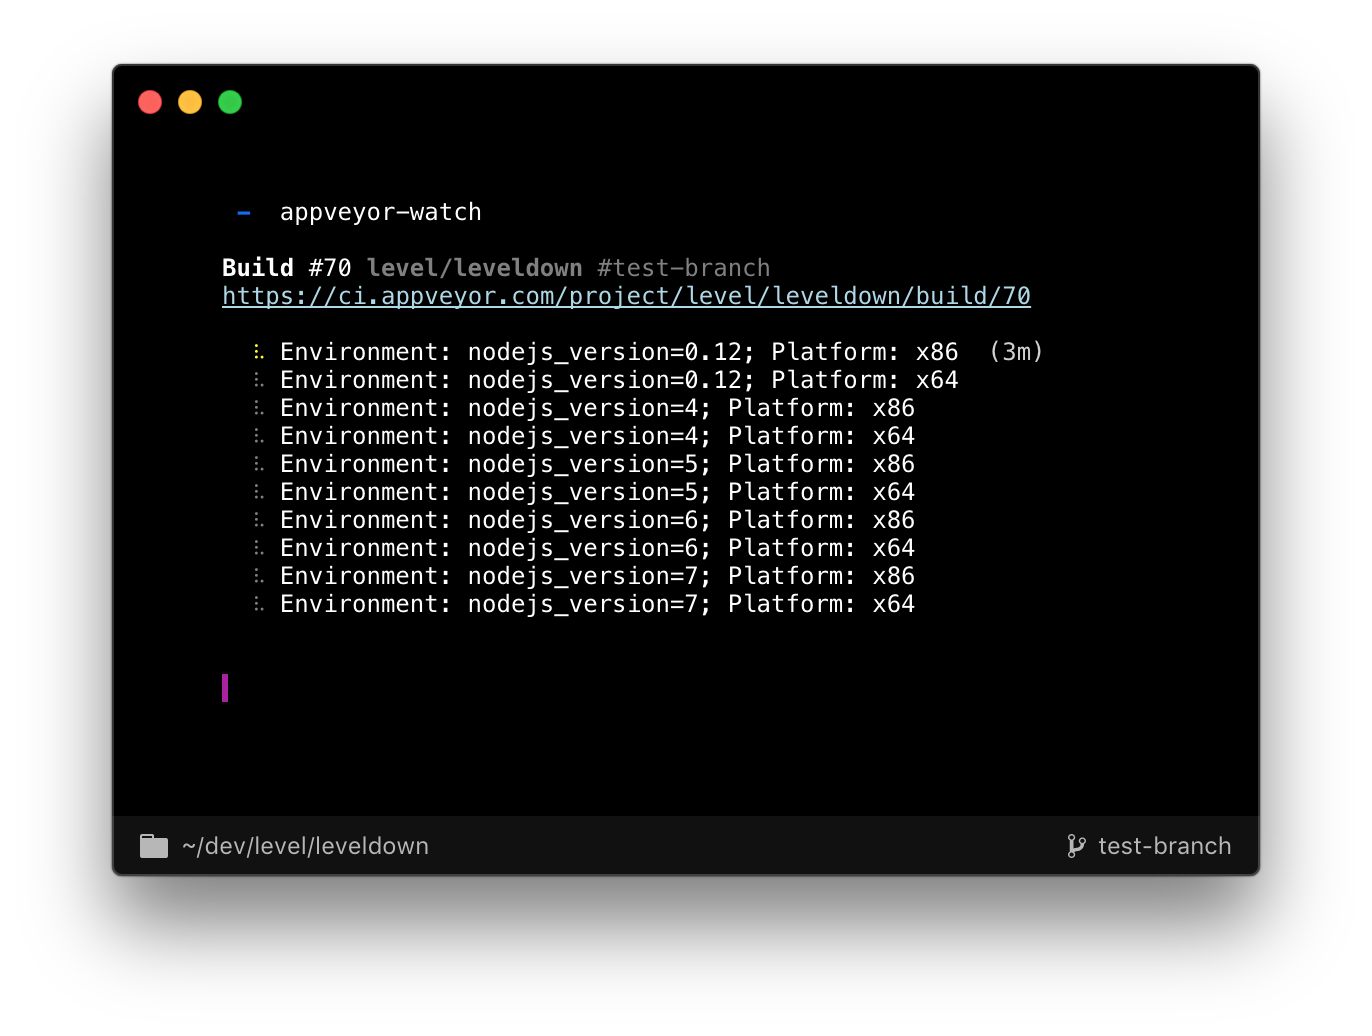 – appveyor-watch
Build #70 level/leveldown #test-branch
https://ci.appveyor.com/project/level/leveldown/build/70
Environment: nodejs_version=0.12; Platform: x86 (3m)
Environment: nodejs_version=0.12; Platform: x64
Environment: nodejs_version=4; Platform: x86
Environment: nodejs_version=4; Platform: x64
Environment: nodejs_version=5; Platform: x86
Environment: nodejs_version=5; Platform: x64
Environment: nodejs_version=6; Platform: x86
Environment: nodejs_version=6; Platform: x64
Environment: nodejs_version=7; Platform: x86
Environment: nodejs_version=7; Platform: x64
~/dev/level/leveldown
test-branch